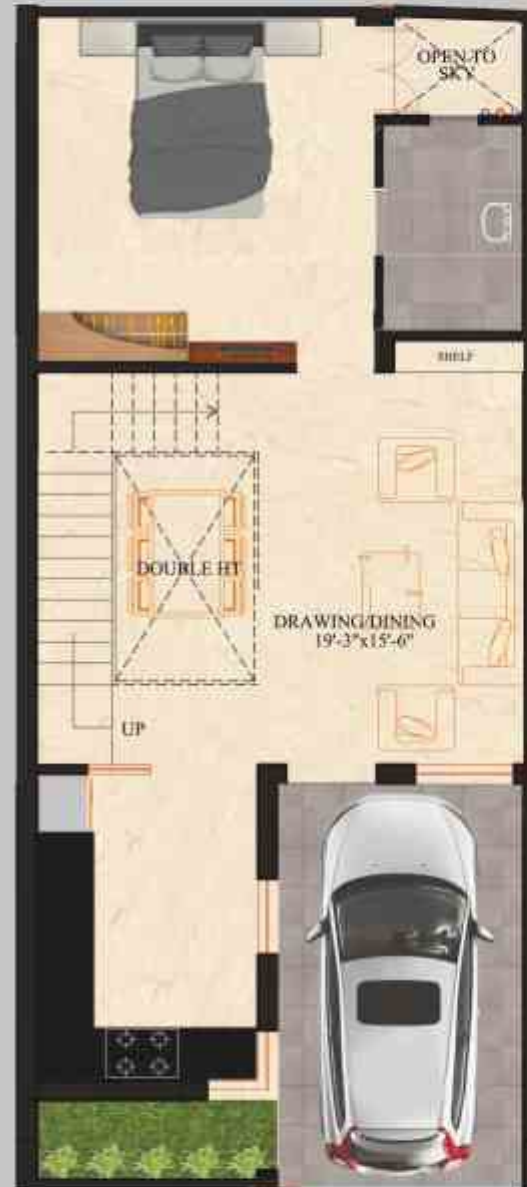 OPEN TO
SKY
SHELF
DOUBLE HT
DRAWING/DINING
19'-3"x15'-6"
UP